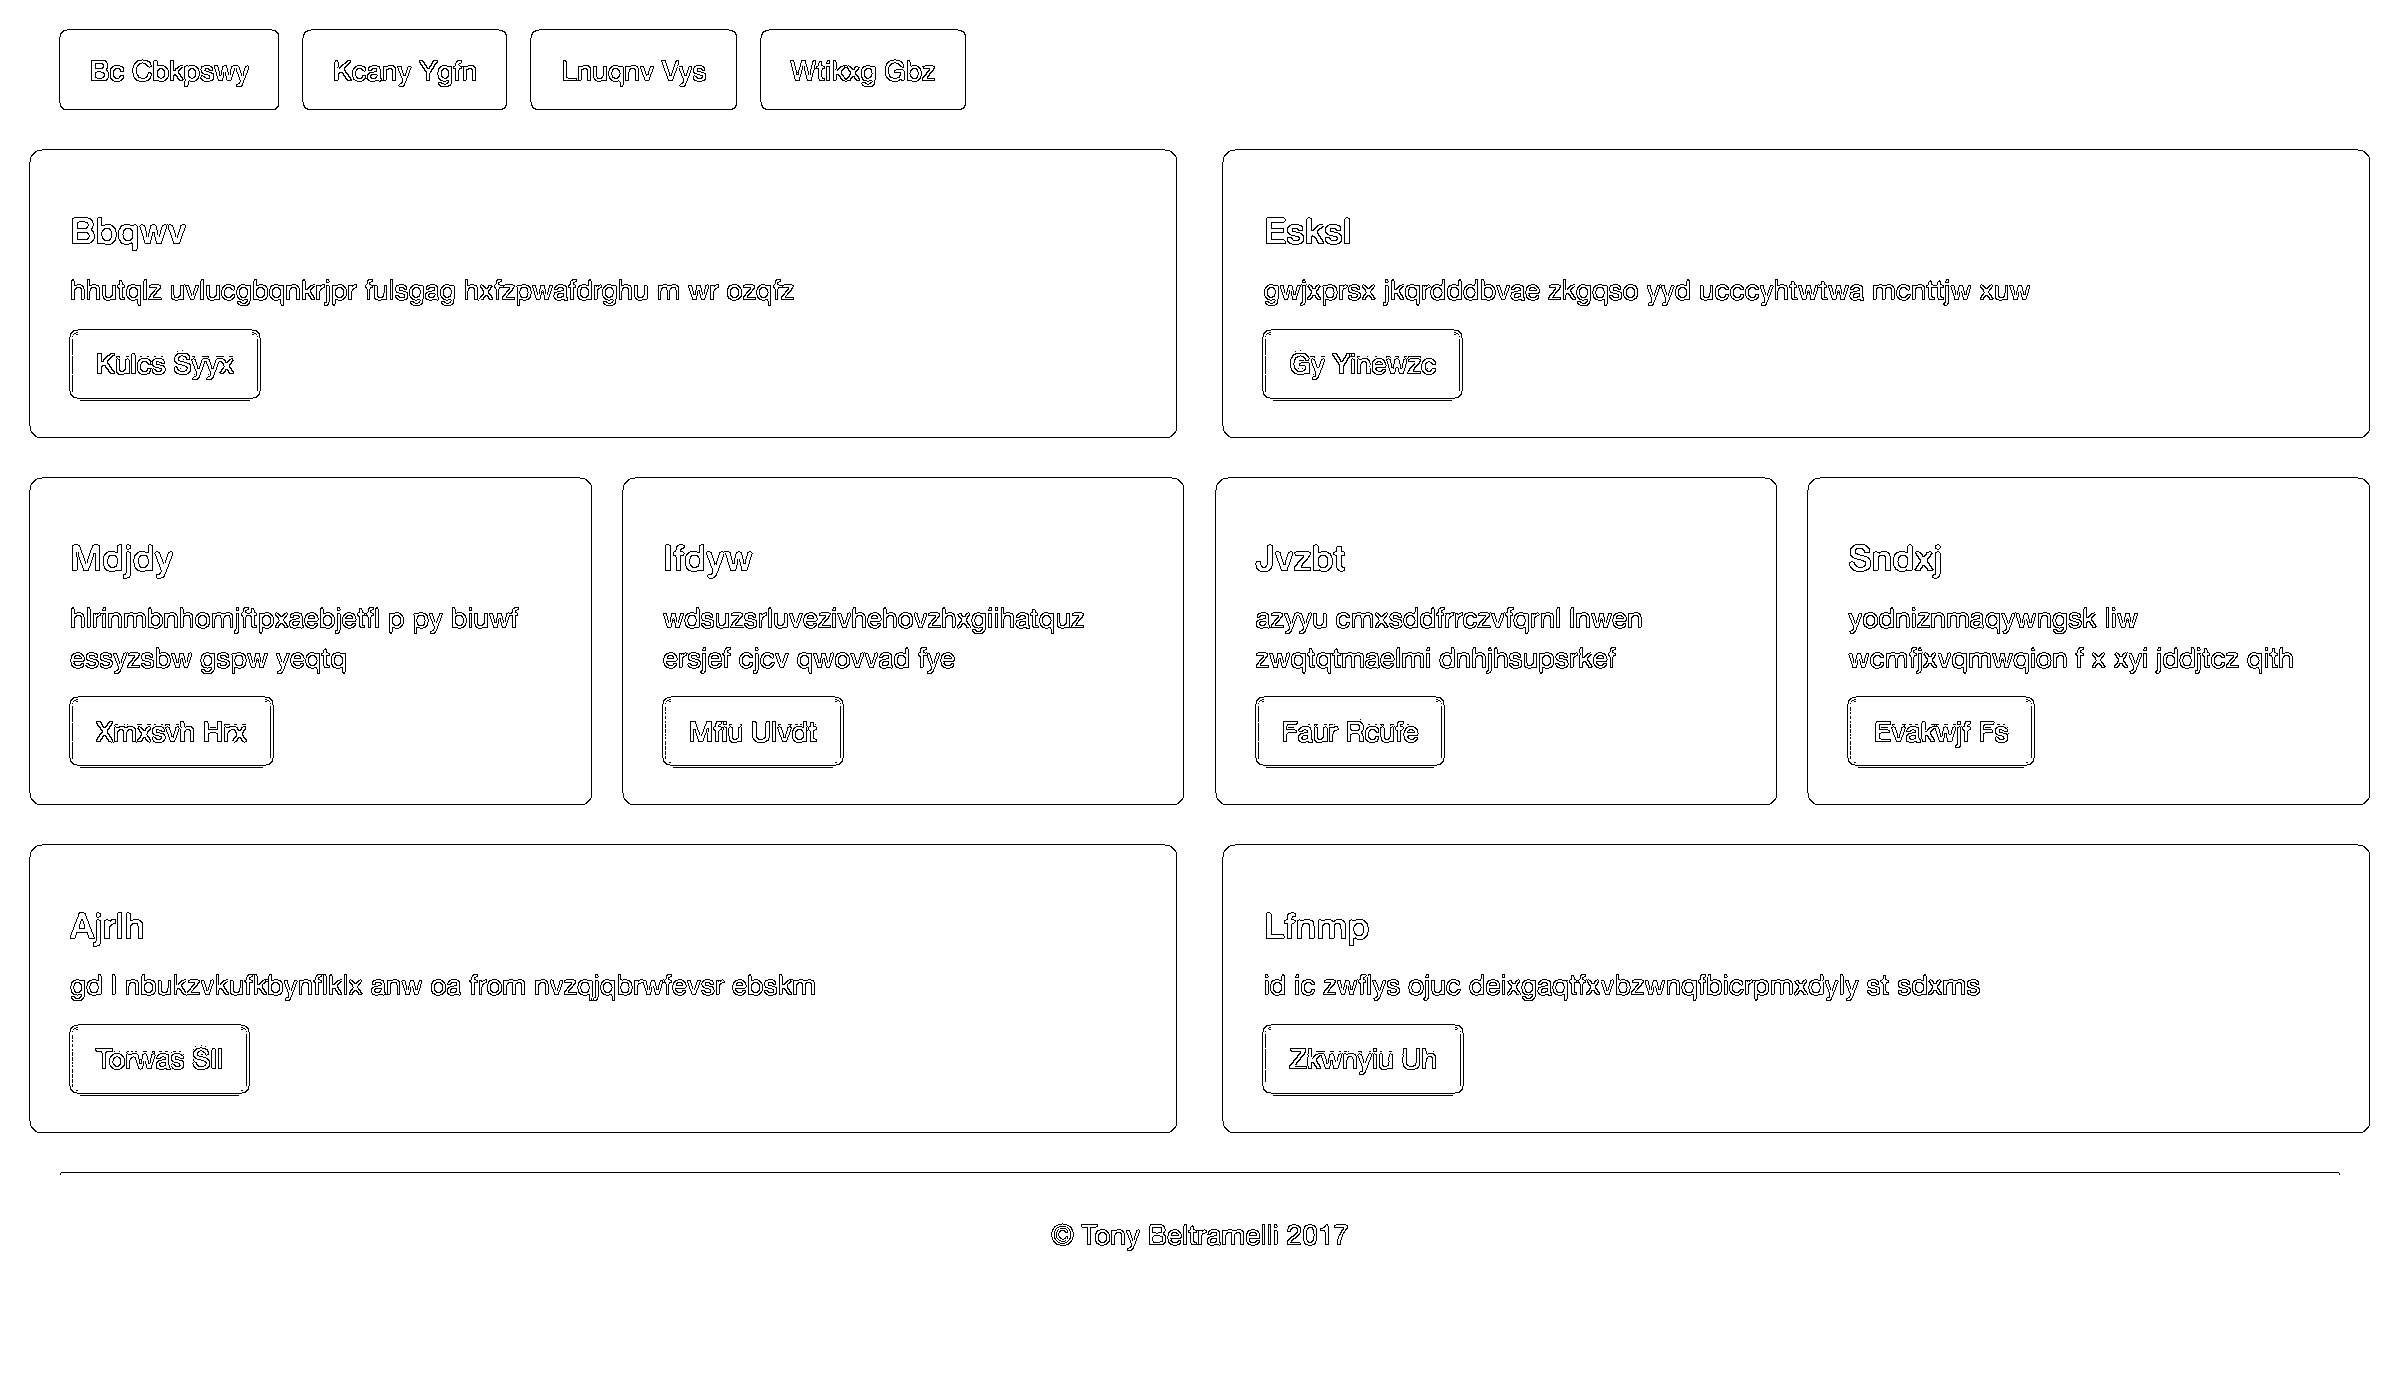 Bc Cbkpswy
Kcany Ygfn
Lnuqnv Vys
Wtikxg Gbz
Bbqwv
hhutqlz uvlucgbqnkrjpr fulsgag hxfzpwafdrghu m wr ozqfz
Kulcs Syyx
Esksl
gwjxprsx jkqrdddbvae zkgqso yyd ucccyhtwtwa mcnttjw xuw
Gy Yinewzc
Mdjdy
hlrinmbnhomjftpxaebjetfl p py biuwf
essyzsbw gspw yeqtq
Xmxsvh Hrx
Ifdyw
wdsuzsrluvezivhehovzhxgiihatquz
ersjef cjcv qwovvad fye
Mfiu Ulvdt
Jvzbt
azyyu cmxsddfrrczvfqrnl lnwen
zwqtqtmaelmi dnhjhsupsrkef
Faur Rcufe
Sndxj
yodniznmaqywngsk liw
wcmfjxvqmwqion f x xyi jddjtcz qith
Evakwjf Fs
Ajrlh
gd l nbukzvkufkbynflklx anw oa from nvzqjqbrwfevsr ebskm
Torwas Sll
Lfnmp
id ic zwflys ojuc deixgaqtfxvbzwnqfbicrpmxdyly st sdxms
Zkwnyiu Uh
© Tony Beltramelli 2017